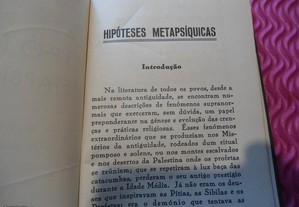 HIPÓTESES METAPSÍQUICAS
Introdução
Na literatura de todos os povos, desde a
mais remota antiguidade, se encontram nu-
merosas descrições de fenómenos supranor-
mais que exerceram, sem dúvida, um papel
preponderante na génese e evolução das cren-
ças e práticas religiosas. Esses fenómenos
extraordinários que se produziam nos Mis-
térios da antiguidade, rodeados dum ritual
pomposo e solene, ou nos montes escalvados
e nos desertos da Palestina onde os profetas
se reüniam; que se repetiram à luz baça das
catacumbas, perderam o seu antigo prestígio
durante a Idade Média. Já não eram os deu-
ses que inspiravam as Pítias, as Sibilas e os
Profetas: era o demónio que tentava as